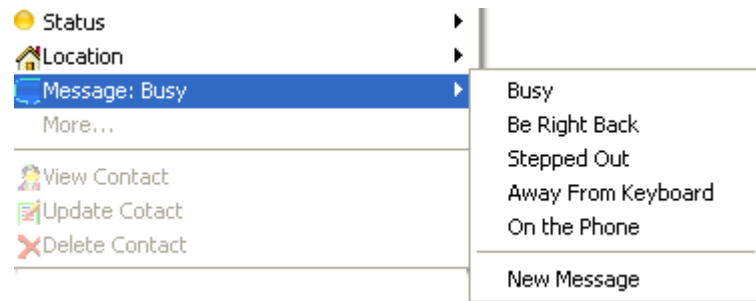 Status
Location
Message: Busy
More...
View Contact
Update Cotact
Delete Contact
Busy
Be Right Back
Stepped Out
Away From Keyboard
On the Phone
New Message